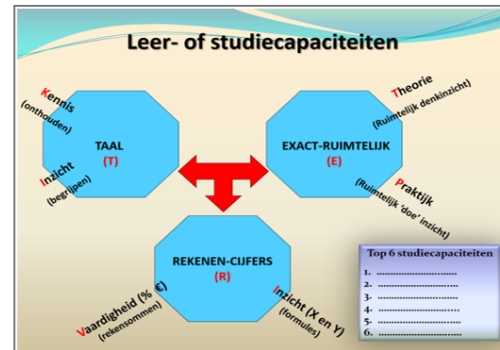 Leer- of studiecapaciteiten
Kennis
(onthouden)
TAAL
(T)
Inzicht
(begrijpen)
Theorie
(Ruimtelijk denkinzicht)
EXACT-RUIMTELIJK
(E)
Praktijk
(Ruimtelijk 'doe' inzicht)
REKENEN-CIJFERS
(R)
Vaardigheid (% €)
(rekensommen)
Inzicht (X en Y)
(formules)
Top 6 studiecapaciteiten
1. ............................
2. ............................
3. ............................
4. ............................
5. ............................
6. ............................